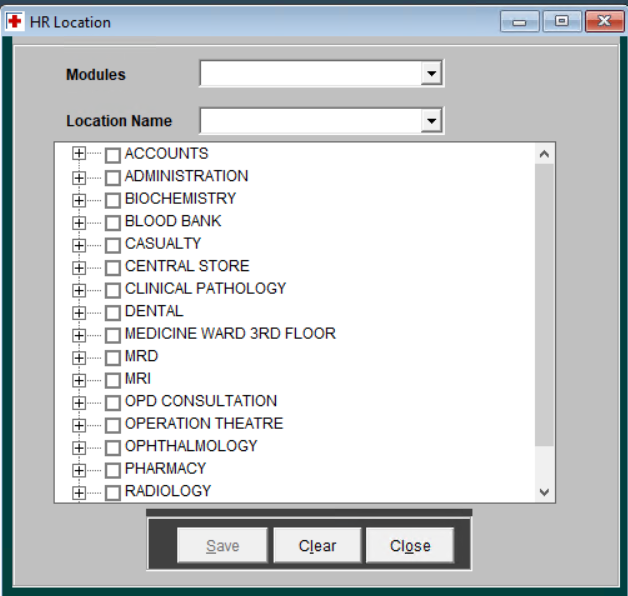 HR Location
Modules
Location Name
ACCOUNTS
ADMINISTRATION
BIOCHEMISTRY
BLOOD BANK
CASUALTY
CENTRAL STORE
CLINICAL PATHOLOGY
DENTAL
MEDICINE WARD 3RD FLOOR
MRD
MRI
OPD CONSULTATION
OPERATION THEATRE
OPHTHALMOLOGY
PHARMACY
RADIOLOGY
Save Clear Close